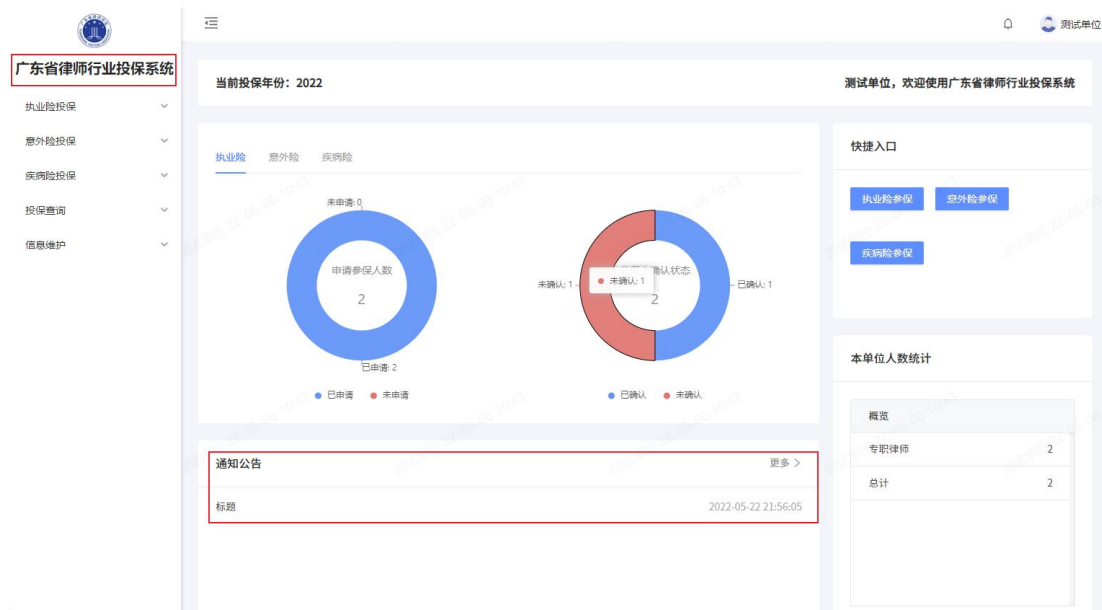 测试单位
广东省律师行业投保系统
执业险投保
意外险投保
疾病险投保
投保查询
信息维护
当前投保年份：2022
测试单位，欢迎使用广东省律师行业投保系统
执业险 意外险 疾病险
未申请: 0
申请参保人数
2
已申请: 2
已申请 未申请
未确认: 1
未确认: 1
确认状态
2
已确认: 1
已确认 未确认
快捷入口
执业险参保 意外险参保
疾病险参保
本单位人数统计
概览
专职律师 2
总计 2
通知公告 更多 >
标题 2022-05-22 21:56:05